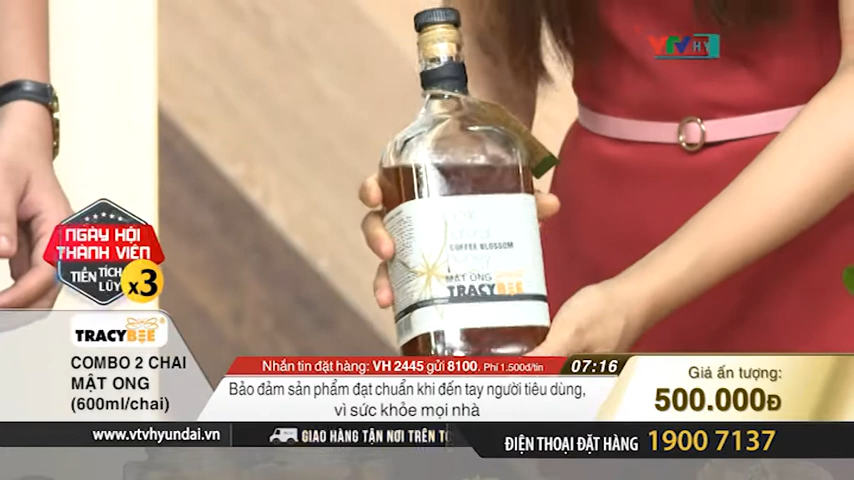 VTV HY
COFFEE BLOSSOM
MẬT ONG
TRACYBEE
NGÀY HỘI
THÀNH VIÊN
TIỀN TÍCH
LŨY
X3
TRACYBEE
COMBO 2 CHAI
MẬT ONG
(600ml/chai)
Nhắn tin đặt hàng: VH 2445 gửi 8100. Phí 1.500đ/tin
07:16
Bảo đảm sản phẩm đạt chuẩn khi đến tay người tiêu dùng,
vì sức khỏe mọi nhà
Giá ấn tượng:
500.000Đ
www.vtvhyundai.vn
GIAO HÀNG TẬN NƠI TRÊN
ĐIỆN THOẠI ĐẶT HÀNG 1900 7137